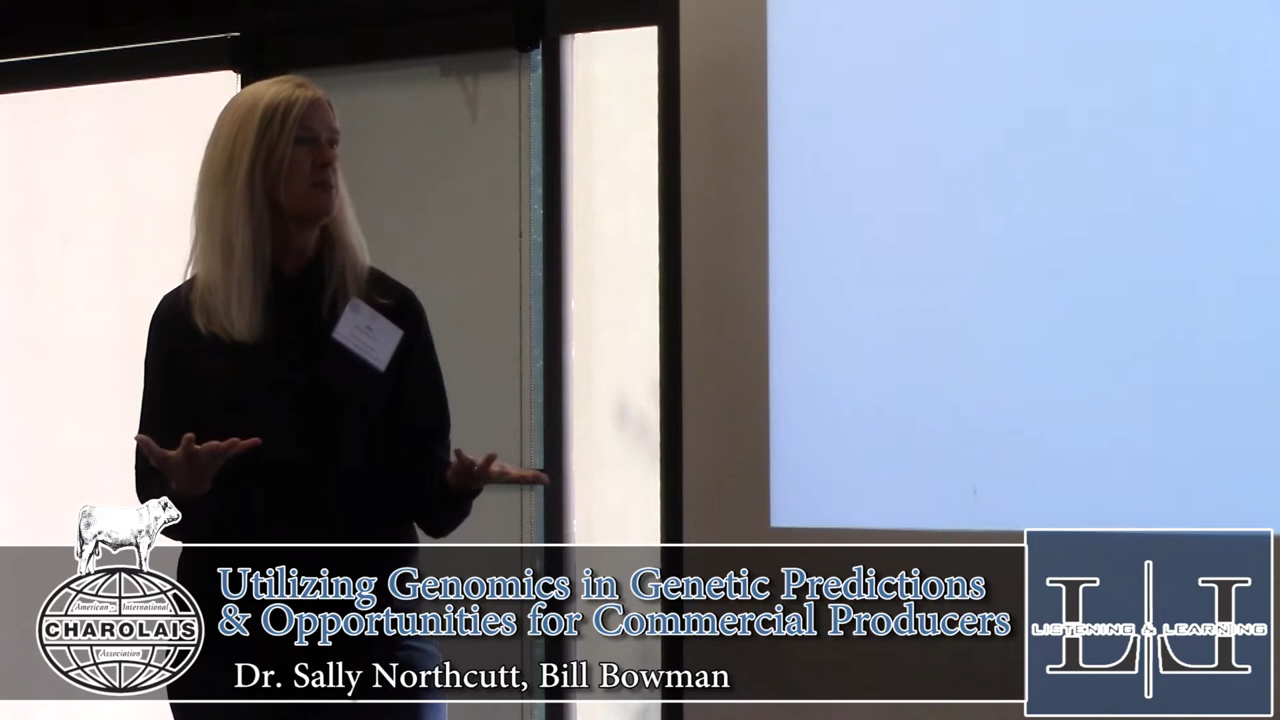 Utilizing Genomics in Genetic Predictions
& Opportunities for Commercial Producers
Dr. Sally Northcutt, Bill Bowman
American - International
CHAROLAIS
Association
LL
LISTENING & LEARNING